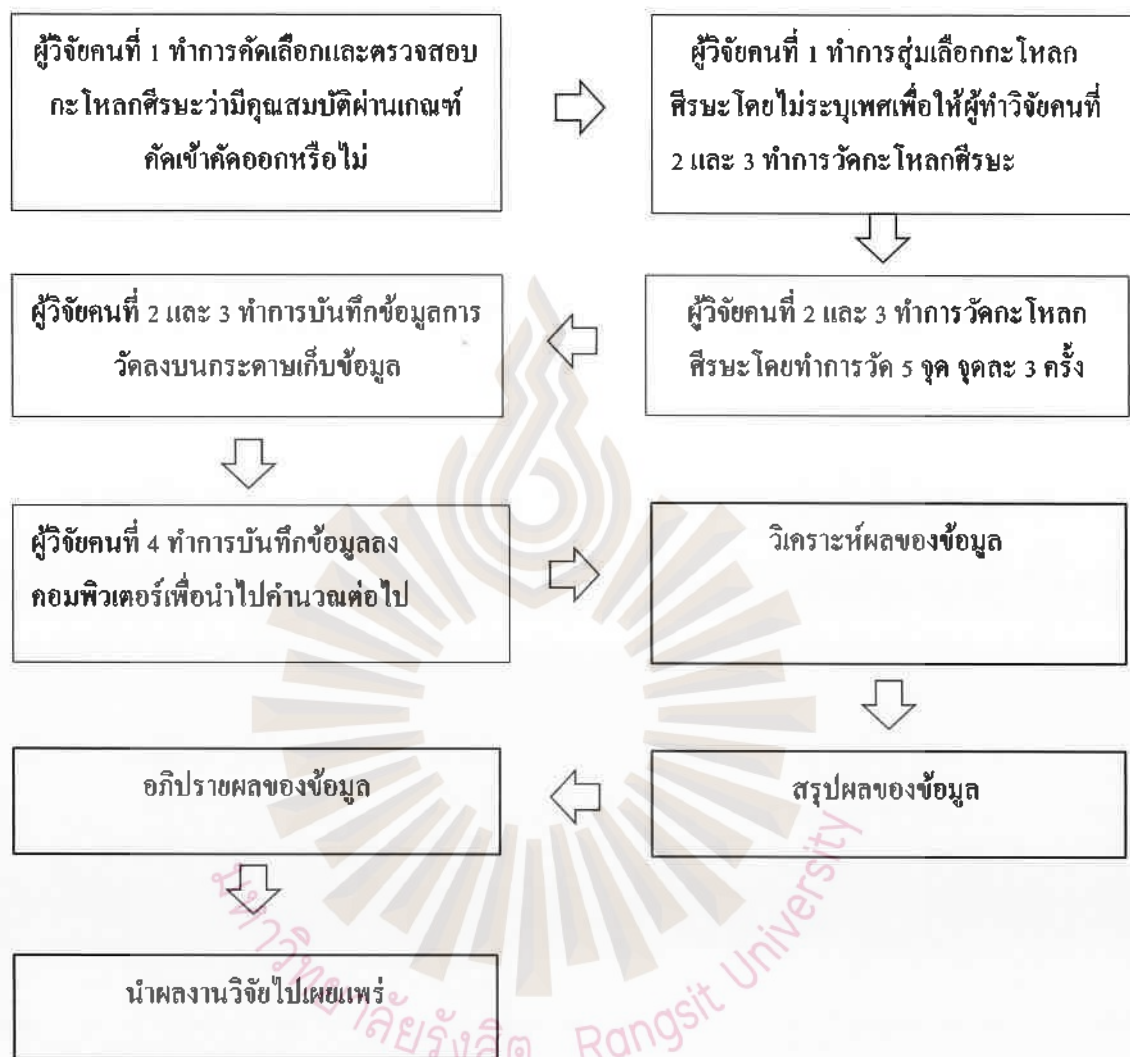 ผู้วิจัยคนที่ 1 ทำการคัดเลือกและตรวจสอบ
กะโหลกศีรษะว่ามีคุณสมบัติผ่านเกณฑ์
คัดเข้าคัดออกหรือไม่
ผู้วิจัยคนที่ 1 ทำการสุ่มเลือกกะโหลก
ศีรษะโดยไม่ระบุเพศเพื่อให้ผู้ทำวิจัยคนที่
2 และ 3 ทำการวัดกะโหลกศีรษะ
ผู้วิจัยคนที่ 2 และ 3 ทำการวัดกะโหลก
ศีรษะโดยทำการวัด 5 จุด จุดละ 3 ครั้ง
ผู้วิจัยคนที่ 2 และ 3 ทำการบันทึกข้อมูลการ
วัดลงบนกระดาษเก็บข้อมูล
ผู้วิจัยคนที่ 4 ทำการบันทึกข้อมูลลง
คอมพิวเตอร์เพื่อนำไปคำนวณต่อไป
วิเคราะห์ผลของข้อมูล
สรุปผลของข้อมูล
อภิปรายผลของข้อมูล
นำผลงานวิจัยไปเผยแพร่
มหาวิทยาลัยรังสิต Rangsit University